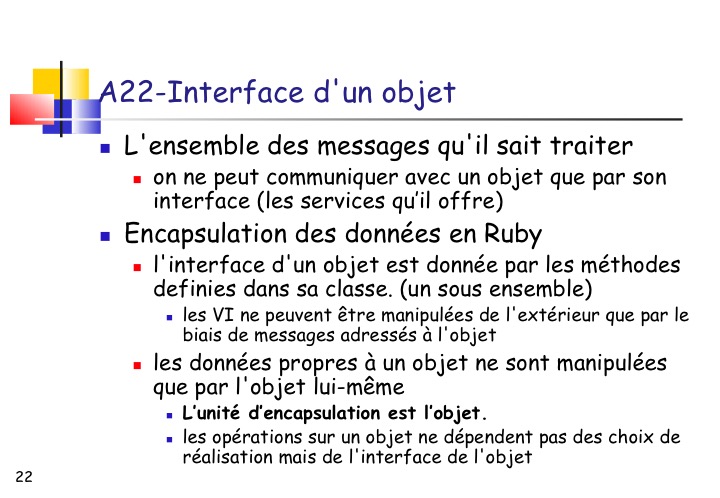 A22-Interface d'un objet
L'ensemble des messages qu'il sait traiter
on ne peut communiquer avec un objet que par son
interface (les services qu’il offre)
Encapsulation des données en Ruby
l'interface d'un objet est donnée par les méthodes
definies dans sa classe. (un sous ensemble)
les VI ne peuvent être manipulées de l'extérieur que par le
biais de messages adressés à l'objet
les données propres à un objet ne sont manipulées
que par l'objet lui-même
L’unité d’encapsulation est l’objet.
les opérations sur un objet ne dépendent pas des choix de
réalisation mais de l'interface de l'objet
22